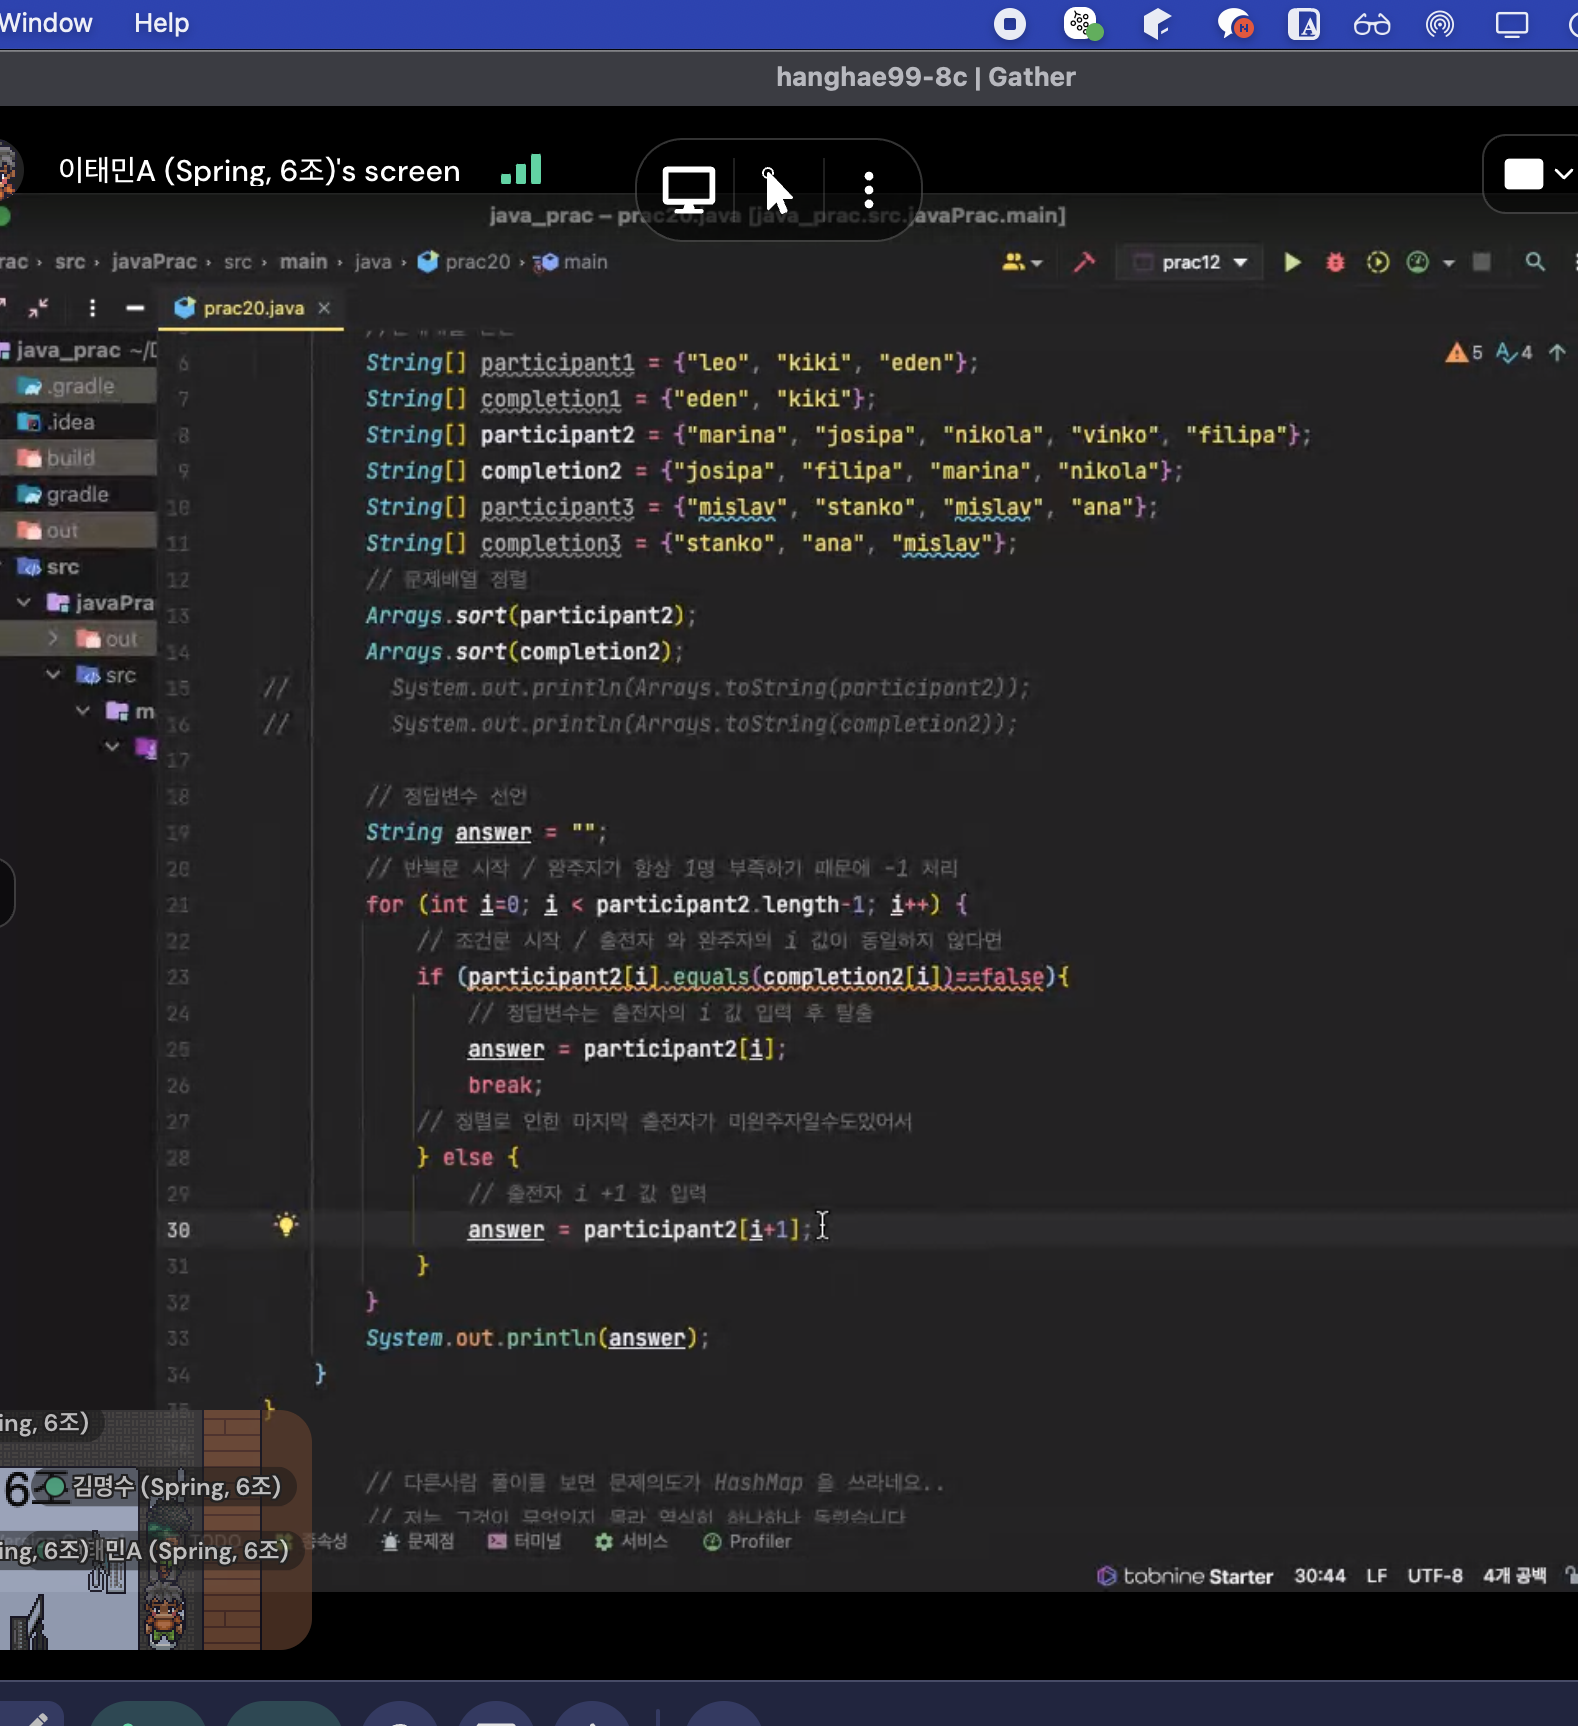 Window Help
hanghae99-8c | Gather
이태민A (Spring, 6조)'s screen
java_prac – prac20.java [java_prac.src.javaPrac.main]
rac › src › javaPrac › src › main › java › prac20 › main
prac12
prac20.java ×
java_prac ~/D
.gradle
.idea
build
gradle
out
src
javaPra
out
src
m
5 4
6 String[] participant1 = {"leo", "kiki", "eden"};
7 String[] completion1 = {"eden", "kiki"};
8 String[] participant2 = {"marina", "josipa", "nikola", "vinko", "filipa"};
9 String[] completion2 = {"josipa", "filipa", "marina", "nikola"};
10 String[] participant3 = {"mislav", "stanko", "mislav", "ana"};
11 String[] completion3 = {"stanko", "ana", "mislav"};
12 // 문제배열 정렬
13 Arrays.sort(participant2);
14 Arrays.sort(completion2);
15 // System.out.println(Arrays.toString(participant2));
16 // System.out.println(Arrays.toString(completion2));
17
18 // 정답변수 선언
19 String answer = "";
20 // 반복문 시작 / 완주자가 항상 1명 부족하기 때문에 -1 처리
21 for (int i=0; i < participant2.length-1; i++) {
22 // 조건문 시작 / 출전자 와 완주자의 i 값이 동일하지 않다면
23 if (participant2[i].equals(completion2[i])==false){
24 // 정답변수는 출전자의 i 값 입력 후 탈출
25 answer = participant2[i];
26 break;
27 // 정렬로 인한 마지막 출전자가 미완주자일수도있어서
28 } else {
29 // 출전자 i +1 값 입력
30 answer = participant2[i+1];
31 }
32 }
33 System.out.println(answer);
34 }
35 }
// 다른사람 풀이를 보면 문제의도가 HashMap 을 쓰라네요..
// 저는 그것이 무엇인지 몰라 열심히 하나하나 돌렸습니다
ing, 6조)
6조 김명수 (Spring, 6조)
ing, 6조) 태민A (Spring, 6조)
TODO 종속성 문제점 터미널 서비스 Profiler
tabnine Starter 30:44 LF UTF-8 4개 공백